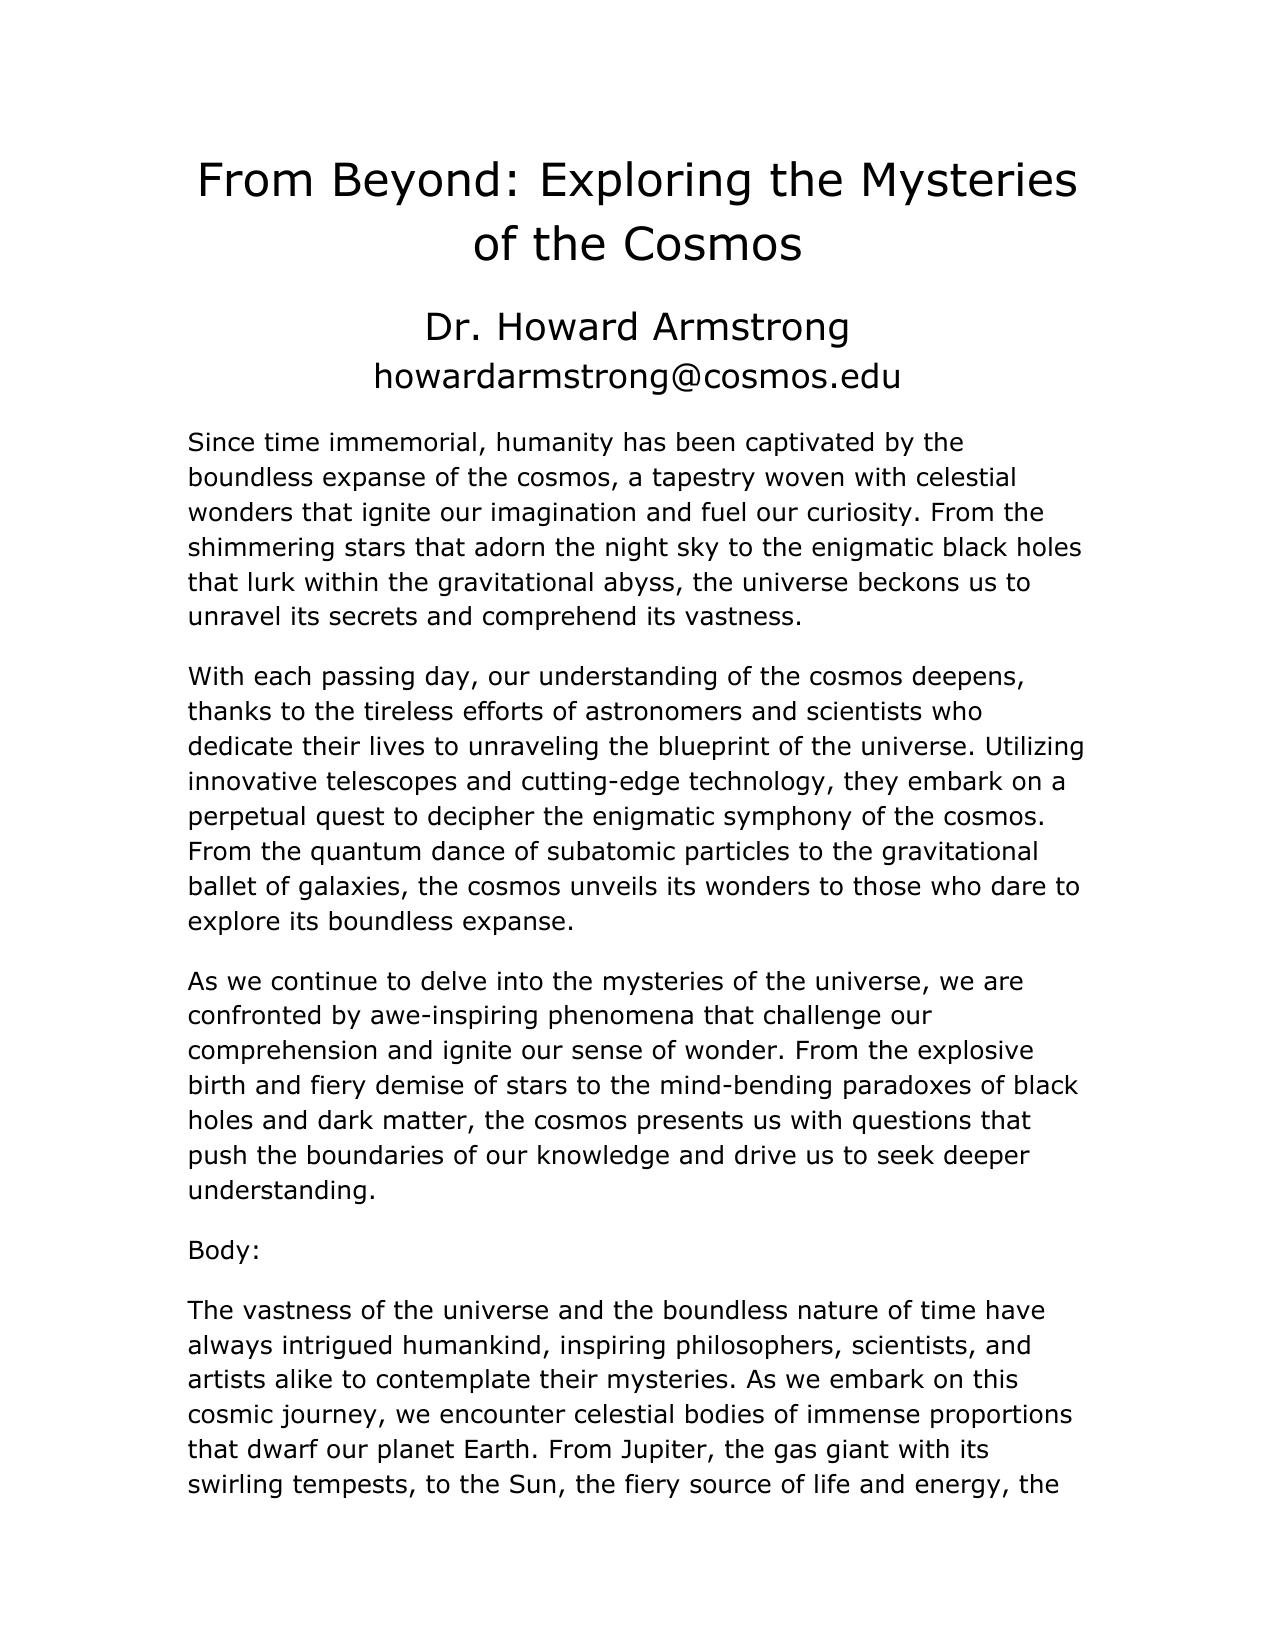 From Beyond: Exploring the Mysteries
of the Cosmos
Dr. Howard Armstrong
howardarmstrong@cosmos.edu
Since time immemorial, humanity has been captivated by the
boundless expanse of the cosmos, a tapestry woven with celestial
wonders that ignite our imagination and fuel our curiosity. From the
shimmering stars that adorn the night sky to the enigmatic black holes
that lurk within the gravitational abyss, the universe beckons us to
unravel its secrets and comprehend its vastness.
With each passing day, our understanding of the cosmos deepens,
thanks to the tireless efforts of astronomers and scientists who
dedicate their lives to unraveling the blueprint of the universe. Utilizing
innovative telescopes and cutting-edge technology, they embark on a
perpetual quest to decipher the enigmatic symphony of the cosmos.
From the quantum dance of subatomic particles to the gravitational
ballet of galaxies, the cosmos unveils its wonders to those who dare to
explore its boundless expanse.
As we continue to delve into the mysteries of the universe, we are
confronted by awe-inspiring phenomena that challenge our
comprehension and ignite our sense of wonder. From the explosive
birth and fiery demise of stars to the mind-bending paradoxes of black
holes and dark matter, the cosmos presents us with questions that
push the boundaries of our knowledge and drive us to seek deeper
understanding.
Body:
The vastness of the universe and the boundless nature of time have
always intrigued humankind, inspiring philosophers, scientists, and
artists alike to contemplate their mysteries. As we embark on this
cosmic journey, we encounter celestial bodies of immense proportions
that dwarf our planet Earth. From Jupiter, the gas giant with its
swirling tempests, to the Sun, the fiery source of life and energy, the